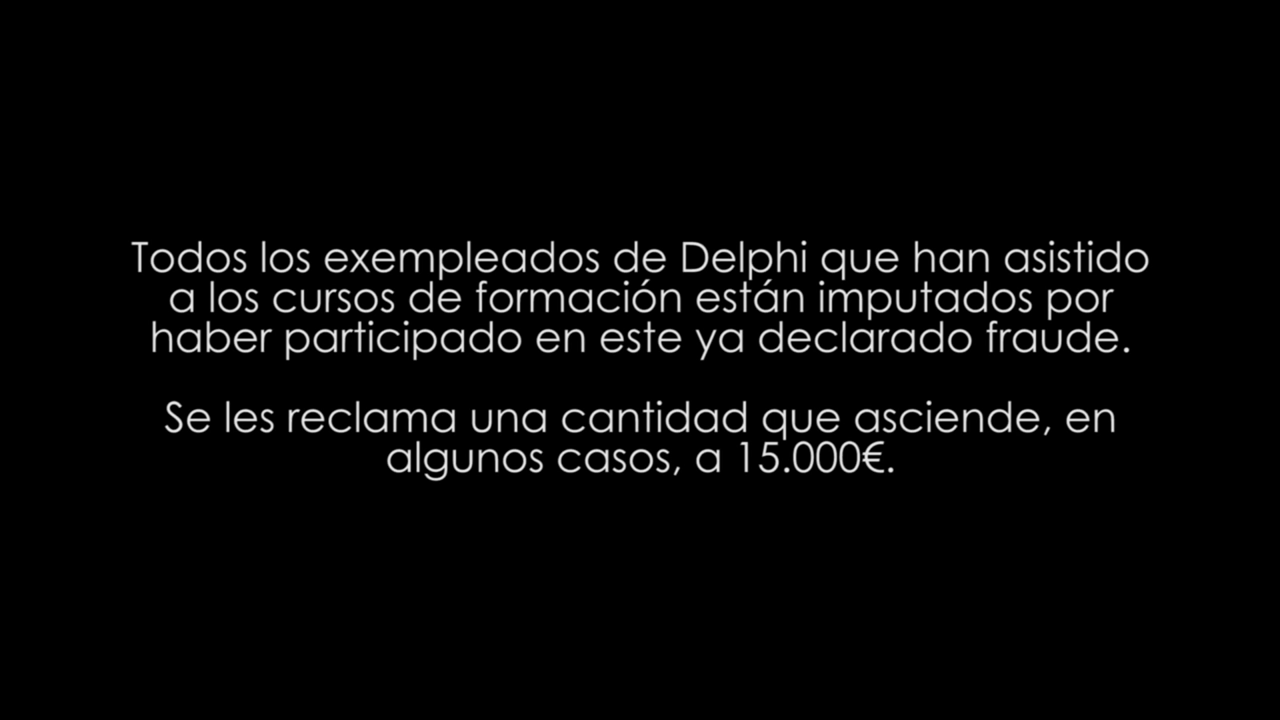 Todos los exempleados de Delphi que han asistido
a los cursos de formación están imputados por
haber participado en este ya declarado fraude.
Se les reclama una cantidad que asciende, en
algunos casos, a 15.000€.